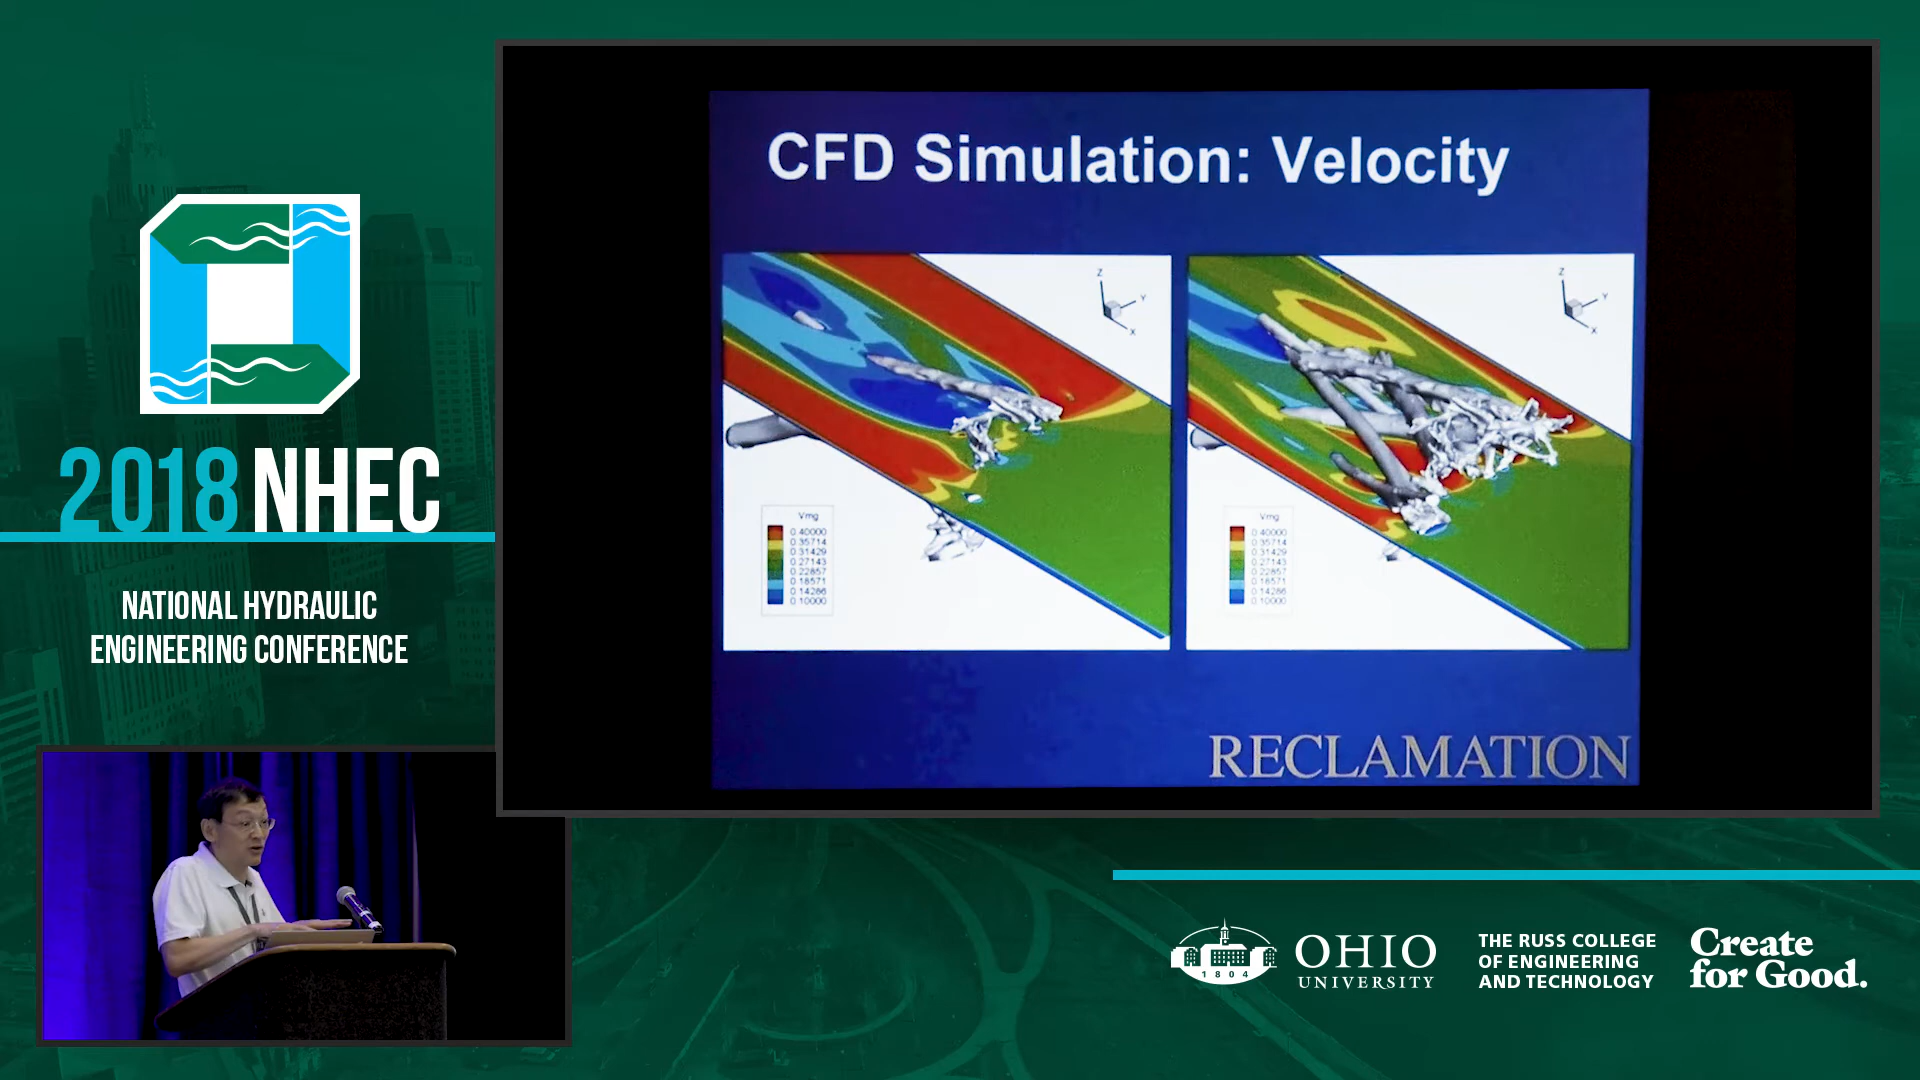 2018 NHEC
NATIONAL HYDRAULIC
ENGINEERING CONFERENCE
CFD Simulation: Velocity
Z
Y
X
Vmg
0.40000
0.35714
0.31429
0.27143
0.22857
0.18571
0.14286
0.10000
Z
Y
X
Vmg
0.40000
0.35714
0.31429
0.27143
0.22857
0.18571
0.14286
0.10000
RECLAMATION
1804
OHIO
UNIVERSITY
THE RUSS COLLEGE
OF ENGINEERING
AND TECHNOLOGY
Create
for Good.